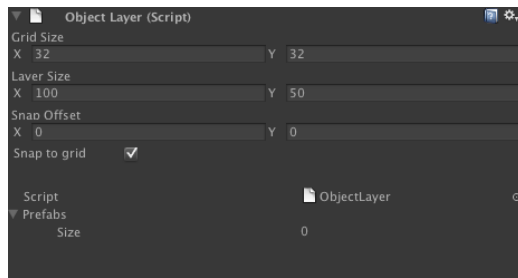 Object Layer (Script)
Grid Size
X 32 Y 32
Layer Size
X 100 Y 50
Snap Offset
X 0 Y 0
Snap to grid
Script ObjectLayer
Prefabs
Size 0